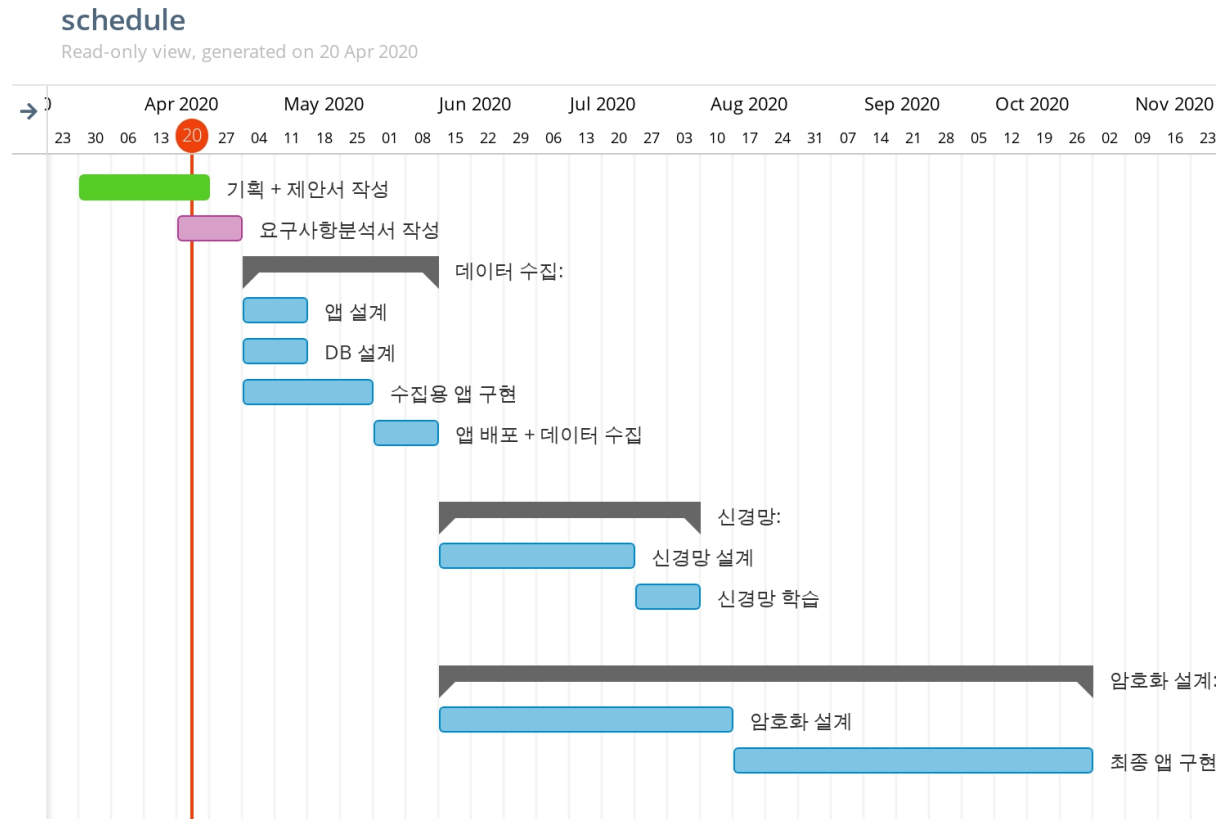 schedule
Read-only view, generated on 20 Apr 2020
Apr 2020 May 2020 Jun 2020 Jul 2020 Aug 2020 Sep 2020 Oct 2020 Nov 2020
23 30 06 13 20 27 04 11 18 25 01 08 15 22 29 06 13 20 27 03 10 17 24 31 07 14 21 28 05 12 19 26 02 09 16 23
기획 + 제안서 작성
요구사항분석서 작성
데이터 수집:
앱 설계
DB 설계
수집용 앱 구현
앱 배포 + 데이터 수집
신경망:
신경망 설계
신경망 학습
암호화 설계:
암호화 설계
최종 앱 구현